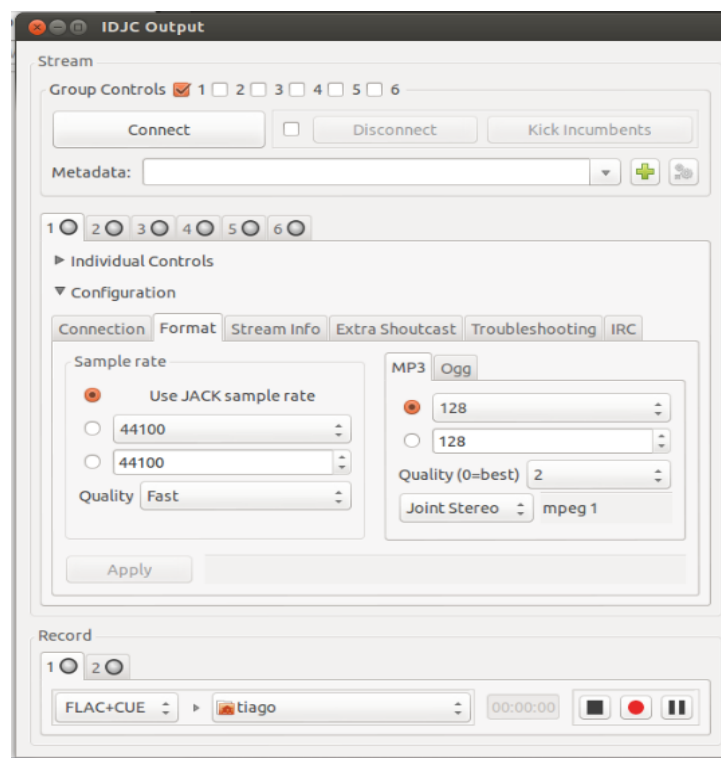 IDJC Output
Stream
Group Controls 1 2 3 4 5 6
Connect Disconnect Kick Incumbents
Metadata:
1 2 3 4 5 6
Individual Controls
Configuration
Connection Format Stream Info Extra Shoutcast Troubleshooting IRC
Sample rate
Use JACK sample rate
44100
44100
Quality Fast
MP3 Ogg
128
128
Quality (0=best) 2
Joint Stereo mpeg 1
Apply
Record
1 2
FLAC+CUE tiago 00:00:00